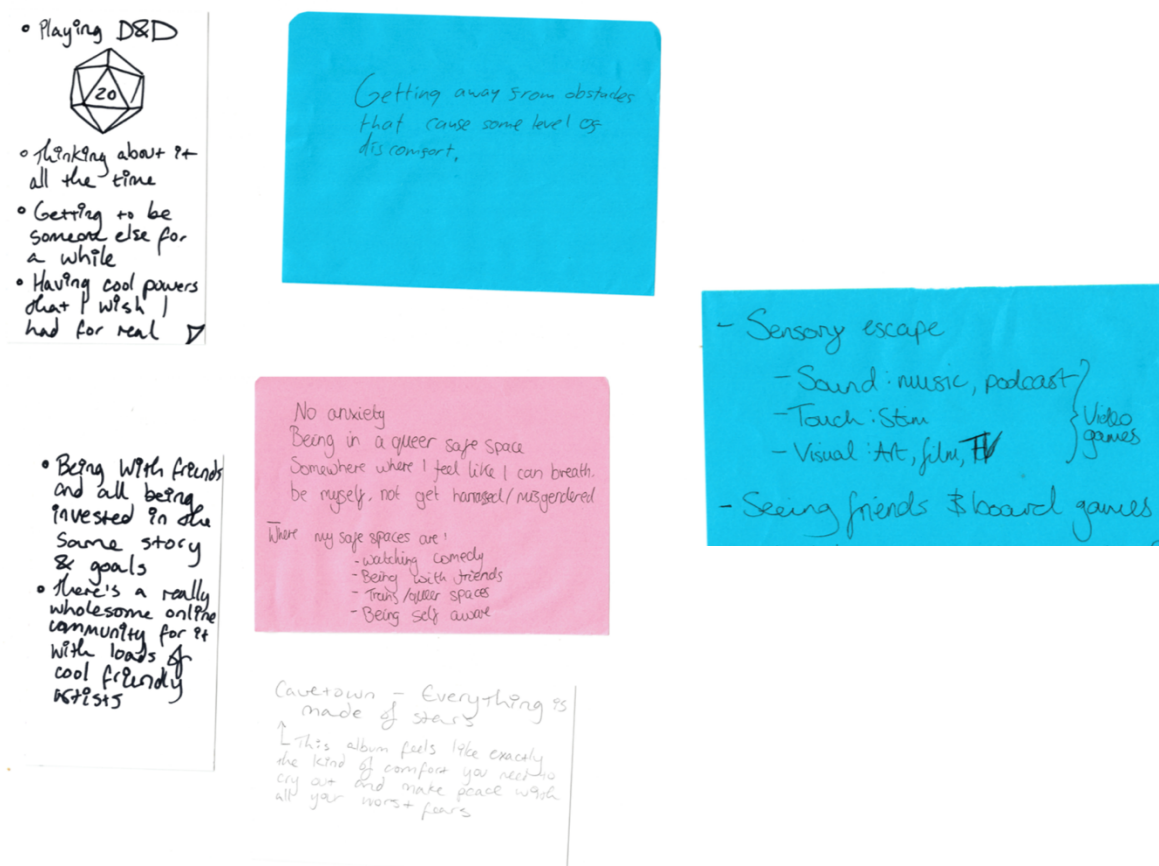 • Playing D&D
20
• Thinking about it
all the time
• Getting to be
someone else for
a while
• Having cool powers
that I wish I
had for real
• Being with friends
and all being
invested in the
same story
& goals
• There's a really
wholesome online
community for it
with loads of
cool friendly
artists
Getting away from obstacles
that cause some level of
discomfort.
No anxiety
Being in a queer safe space
Somewhere where I feel like I can breath.
be myself, not get harrased/misgerdered
Where my safe spaces are:
- watching comedy
- Being with friends
- Trans/queer spaces
- Being self aware
Cavetown - Everything is
made of stars
This album feels like exactly
the kind of comfort you need to
cry out and make peace with
all your worst fears
- Sensory escape
- Sound: music, podcast
- Touch: Stim
- Visual: Art, film, TV
Video
games
- Seeing friends & board games